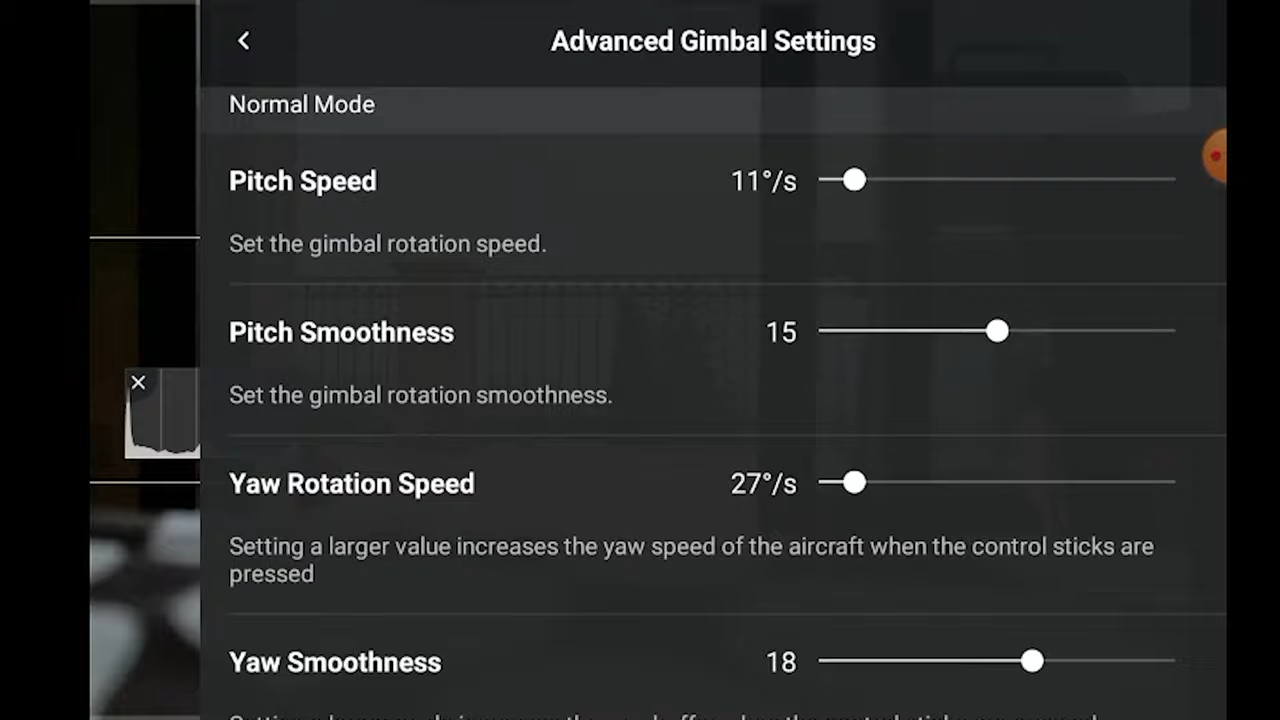 Advanced Gimbal Settings
Normal Mode
Pitch Speed 11°/s
Set the gimbal rotation speed.
Pitch Smoothness 15
Set the gimbal rotation smoothness.
Yaw Rotation Speed 27°/s
Setting a larger value increases the yaw speed of the aircraft when the control sticks are
pressed
Yaw Smoothness 18